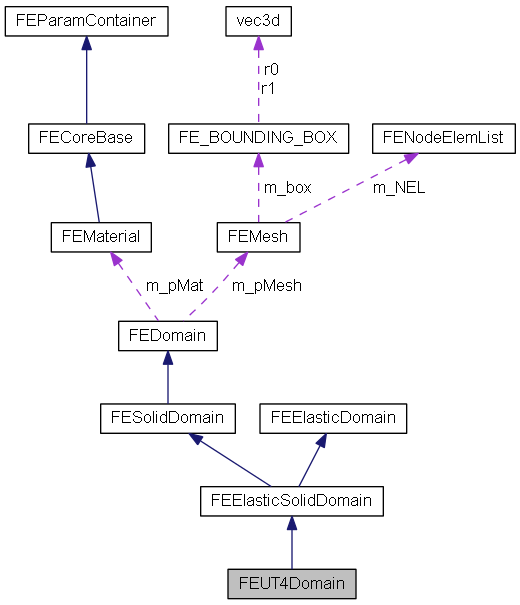 FEParamContainer
vec3d
r0
r1
FECoreBase
FE_BOUNDING_BOX
FENodeElemList
m_box
m_NEL
FEMaterial
FEMesh
m_pMat
m_pMesh
FEDomain
FESolidDomain
FEElasticDomain
FEElasticSolidDomain
FEUT4Domain